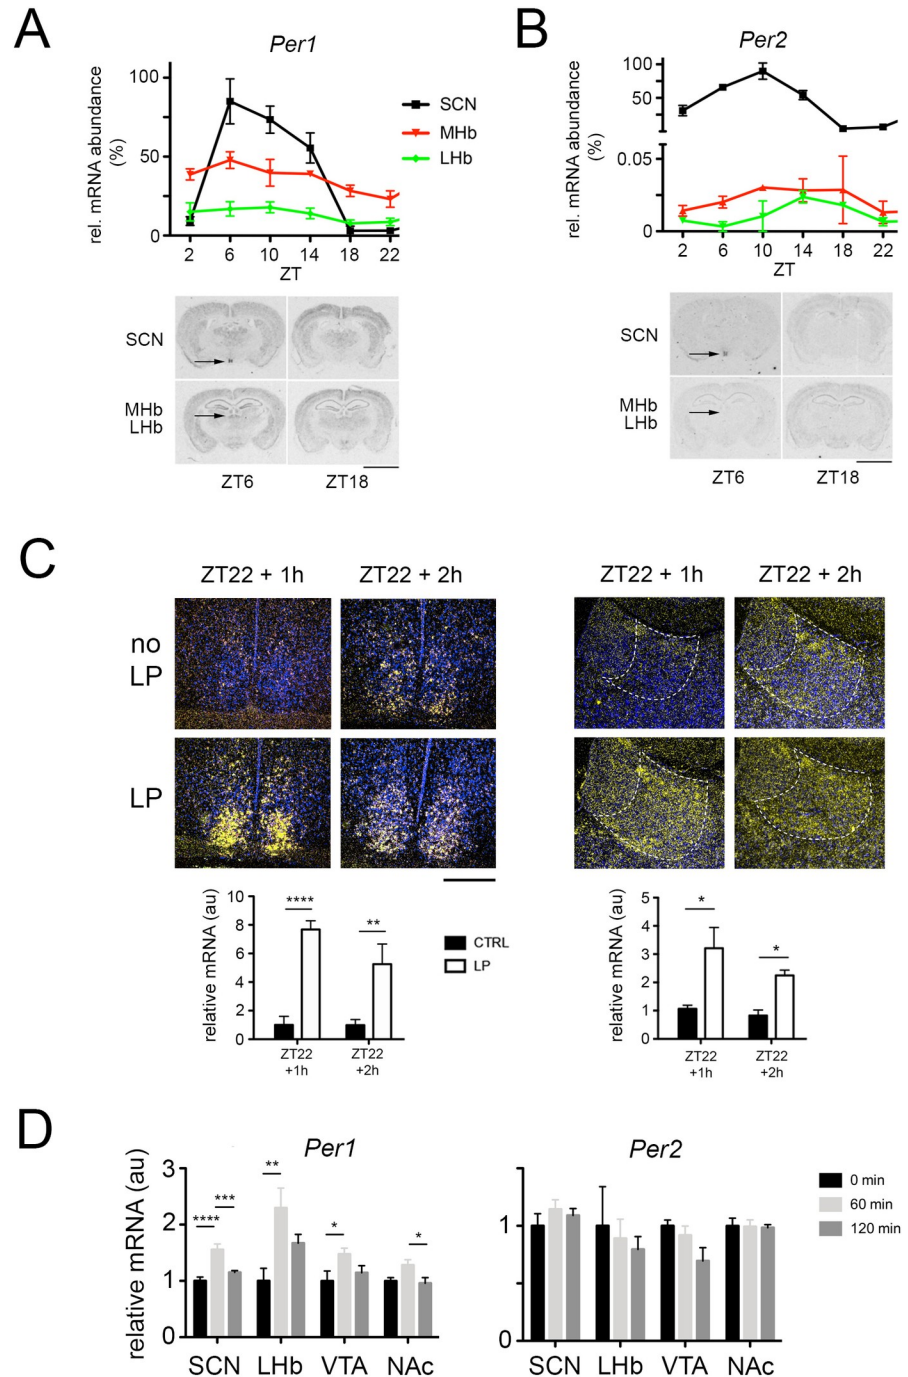 A
Per1
rel. mRNA abundance
(%)
100
50
0
2 6 10 14 18 22
ZT
SCN
MHb
LHb
SCN
MHb
LHb
ZT6 ZT18
B
Per2
rel. mRNA abundance
(%)
100
50
0.05
0
2 6 10 14 18 22
ZT
SCN
MHb
LHb
ZT6 ZT18
C
ZT22 + 1h ZT22 + 2h ZT22 + 1h ZT22 + 2h
no
LP
LP
relative mRNA (au)
10
8
6
4
2
0
**** **
ZT22
+1h
ZT22
+2h
CTRL
LP
relative mRNA (au)
5
4
3
2
1
0
* *
ZT22
+1h
ZT22
+2h
D
Per1
relative mRNA (au)
3
2
1
0
**** *** ** * *
SCN LHb VTA NAc
Per2
1
0
SCN LHb VTA NAc
0 min
60 min
120 min